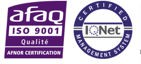 afaq
ISO 9001
Qualité
AFNOR CERTIFICATION
CERTIFIED
IQNet
MANAGEMENT SYSTEM